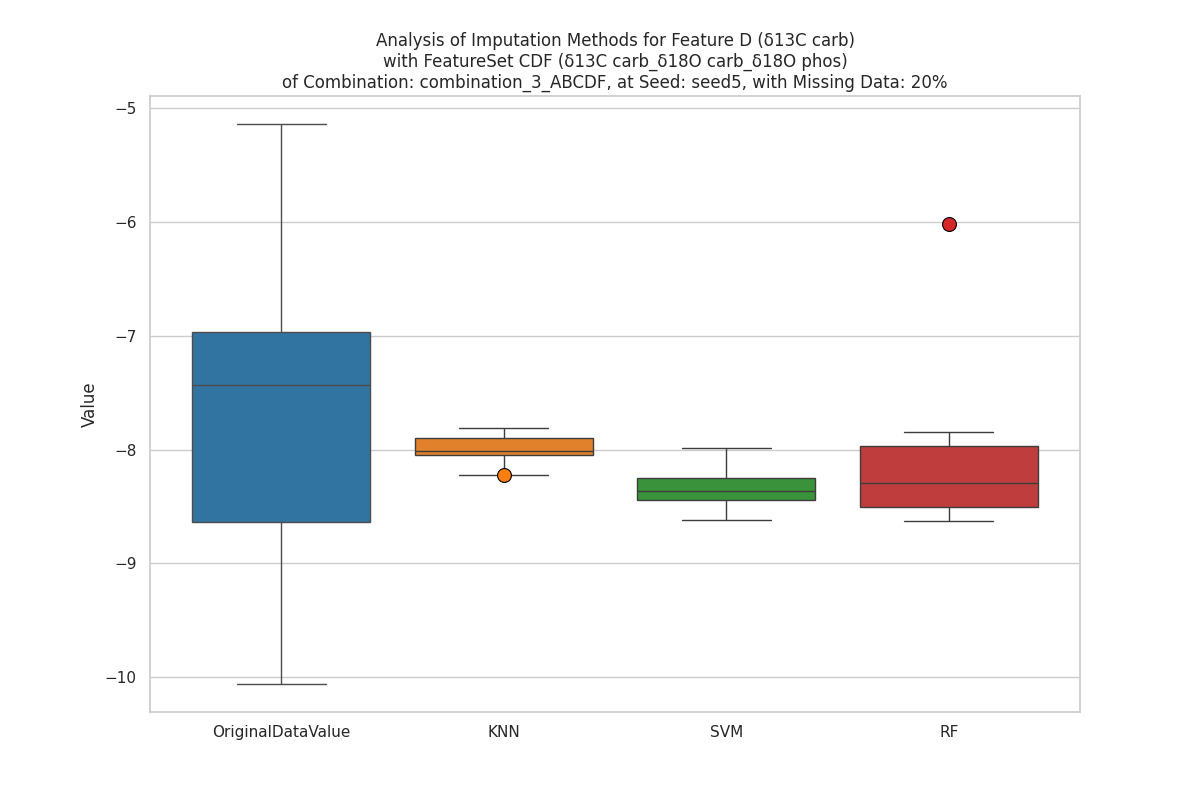 Analysis of Imputation Methods for Feature D (δ13C carb)
with FeatureSet CDF (δ13C carb_δ18O carb_δ18O phos)
of Combination: combination_3_ABCDF, at Seed: seed5, with Missing Data: 20%
−5
−6
−7
−8
−9
−10
Value
OriginalDataValue
KNN
SVM
RF